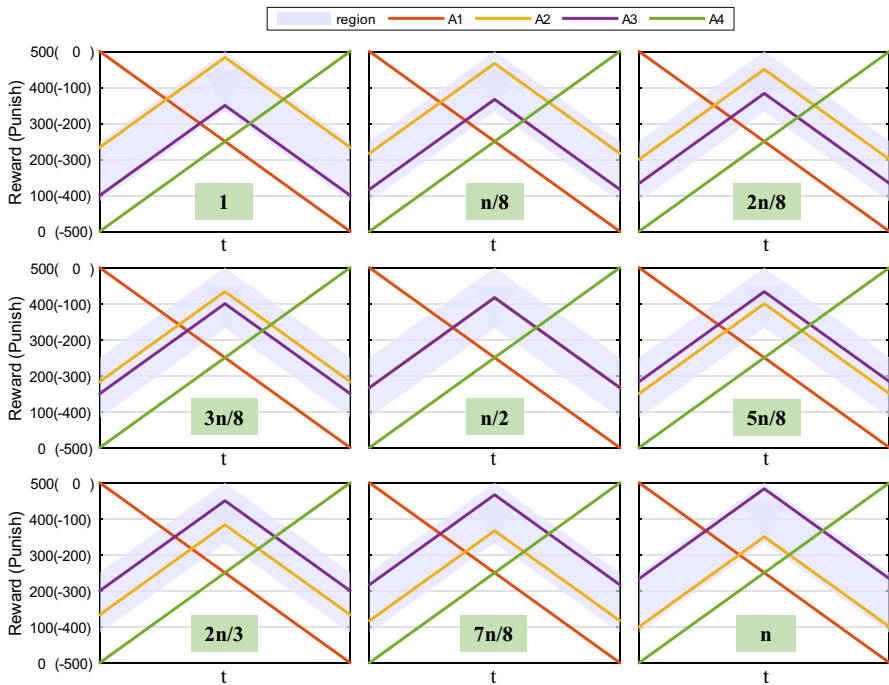 region A1 A2 A3 A4
Reward (Punish)
500( 0 )
400(-100)
300(-200)
200(-300)
100(-400)
0 (-500)
1
n/8
2n/8
t
t
t
Reward (Punish)
500( 0 )
400(-100)
300(-200)
200(-300)
100(-400)
0 (-500)
3n/8
n/2
5n/8
t
t
t
Reward (Punish)
500( 0 )
400(-100)
300(-200)
200(-300)
100(-400)
0 (-500)
2n/3
7n/8
n
t
t
t